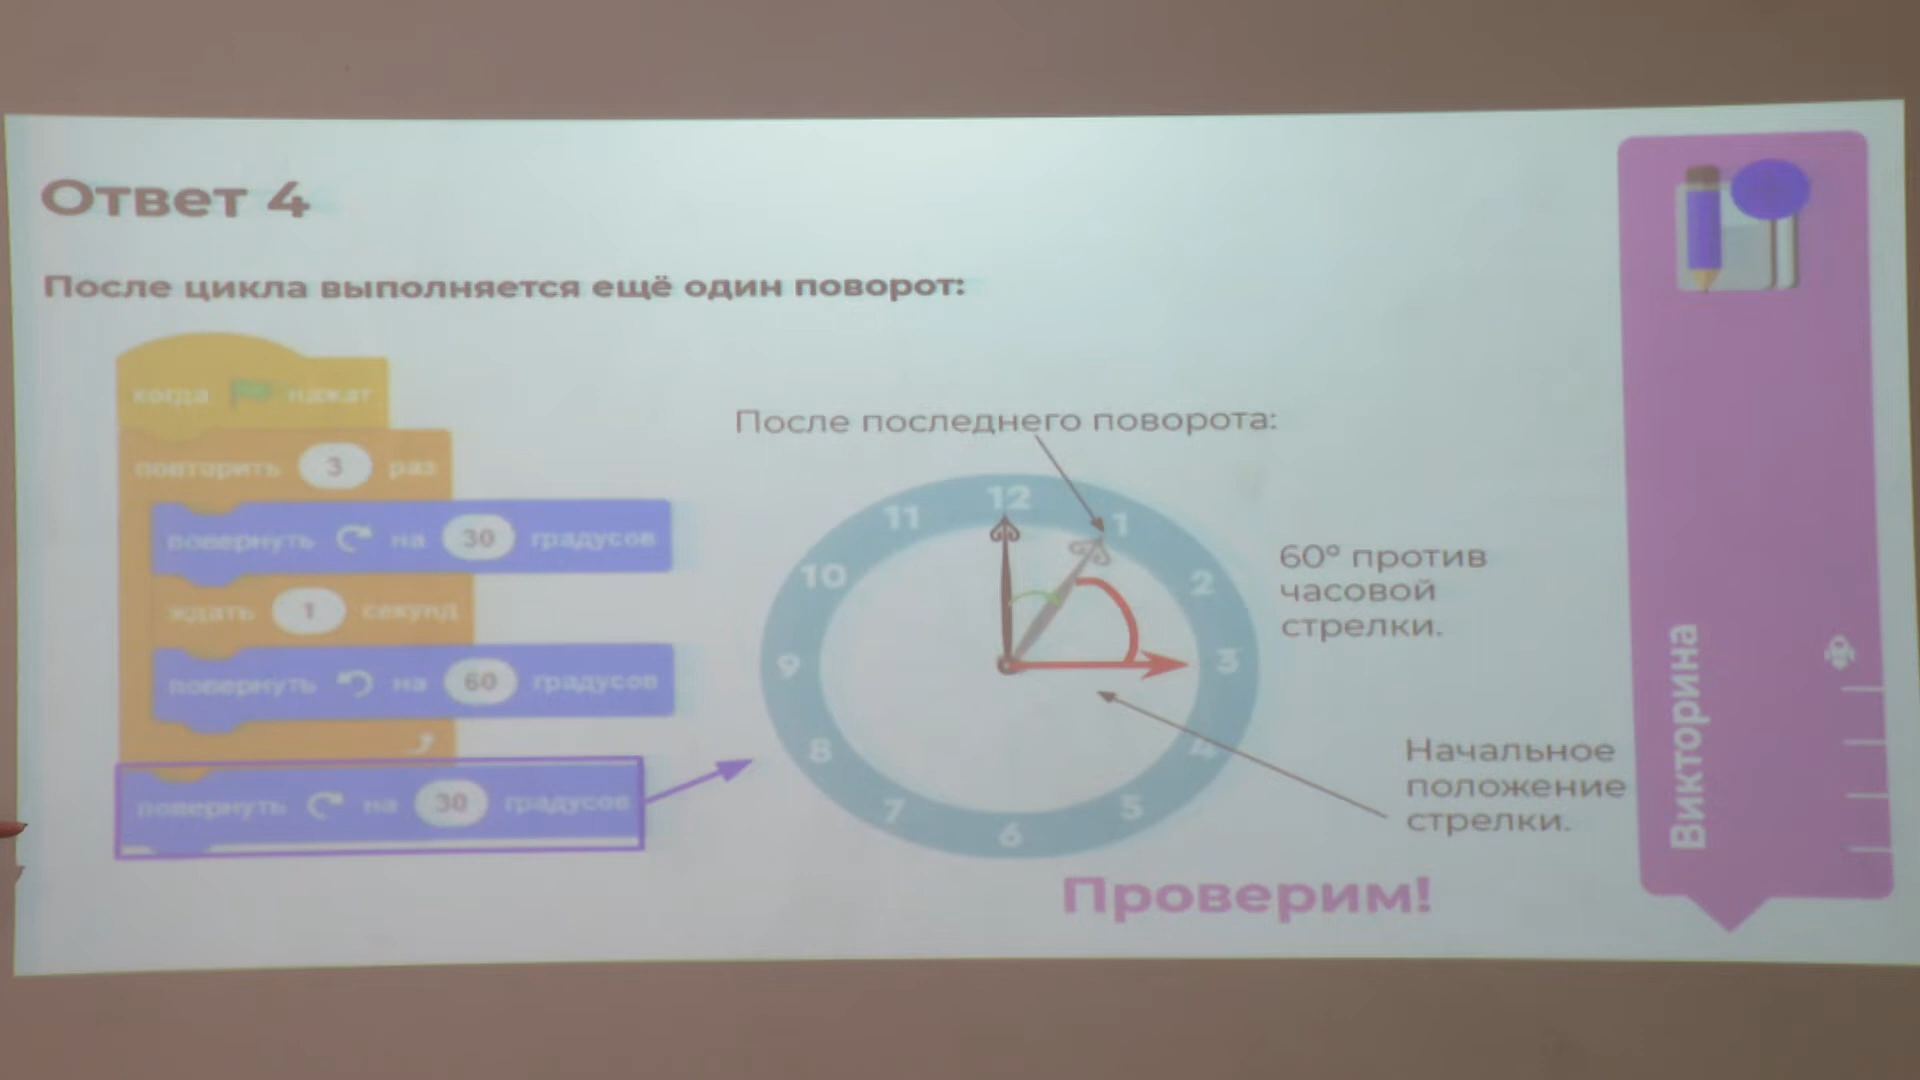 Ответ 4
После цикла выполняется ещё один поворот:
когда нажат
повторить 3 раз
повернуть на 30 градусов
ждать 1 секунд
повернуть на 60 градусов
повернуть на 30 градусов
После последнего поворота:
12
1
2
3
4
5
6
7
8
9
10
11
60° против
часовой
стрелки.
Начальное
положение
стрелки.
Проверим!
Викторина